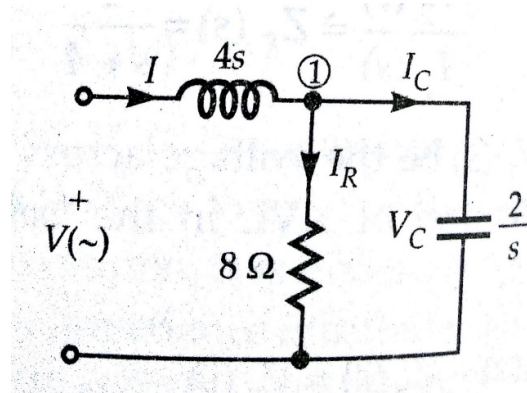 4s
I
①
I_C
I_R
+
V(~)
8 Ω
V_C
2/s